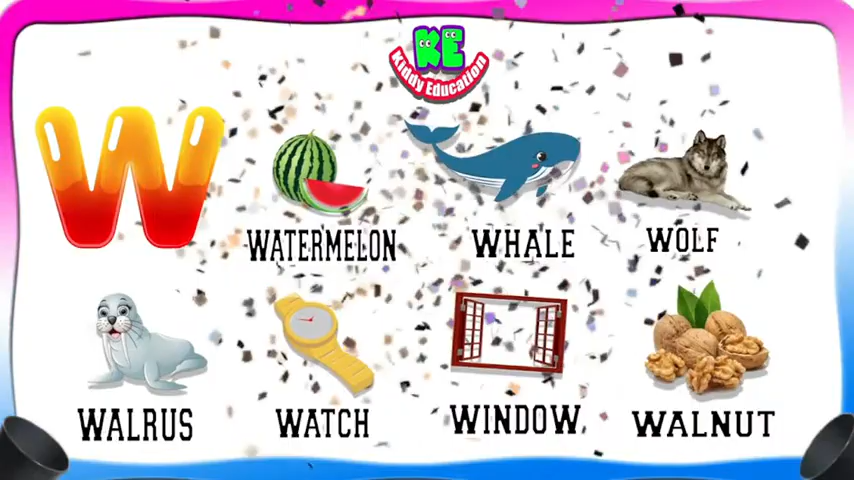 KE
Kiddy Education
W
WATERMELON
WHALE
WOLF
WALRUS
WATCH
WINDOW
WALNUT